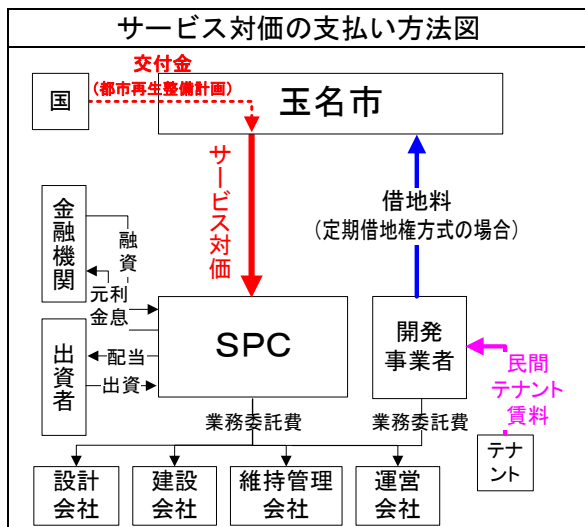 サービス対価の支払い方法図
交付金
(都市再生整備計画)
国
玉名市
サービス対価
借地料
(定期借地権方式の場合)
金融機関
融資
元利
金息
SPC
開発
事業者
出資者
配当
出資
民間
テナント
賃料
業務委託費
業務委託費
テナ
ント
設計
会社
建設
会社
維持管理
会社
運営
会社